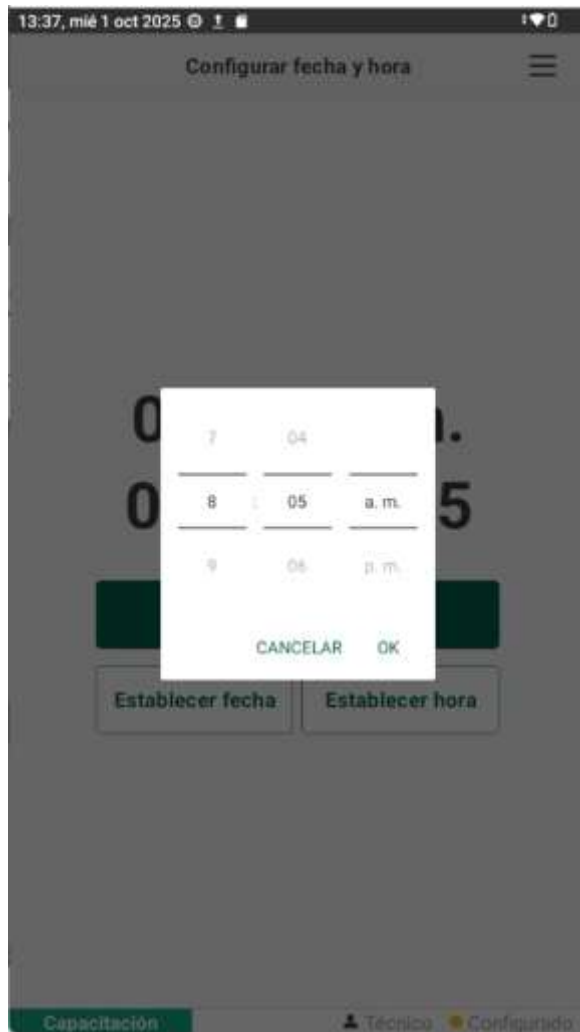 13:37, mié 1 oct 2025
Configurar fecha y hora
7 04
8 : 05 a. m.
9 06 p. m.
CANCELAR OK
Establecer fecha Establecer hora
Capacitación Técnico Configurado